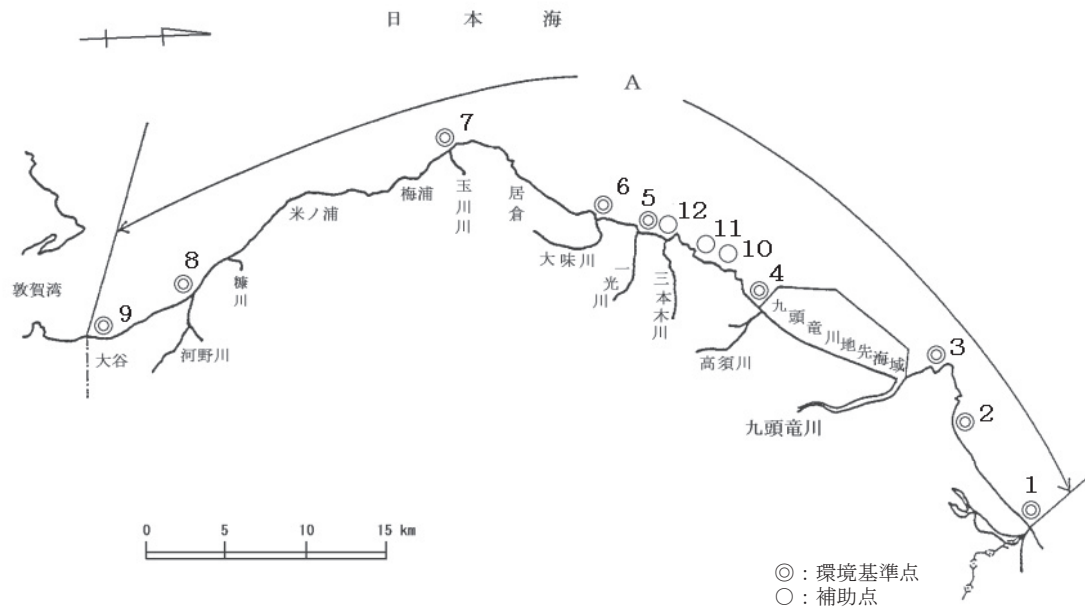 日本海
A
7
6
5
12
11
10
4
3
2
1
8
9
敦賀湾
大谷
河野川
糠川
米ノ浦
梅浦
玉川川
居倉
大味川
一光川
三本木川
高須川
九頭竜川地先海域
九頭竜川
0 5 10 15 km
◎：環境基準点
○：補助点